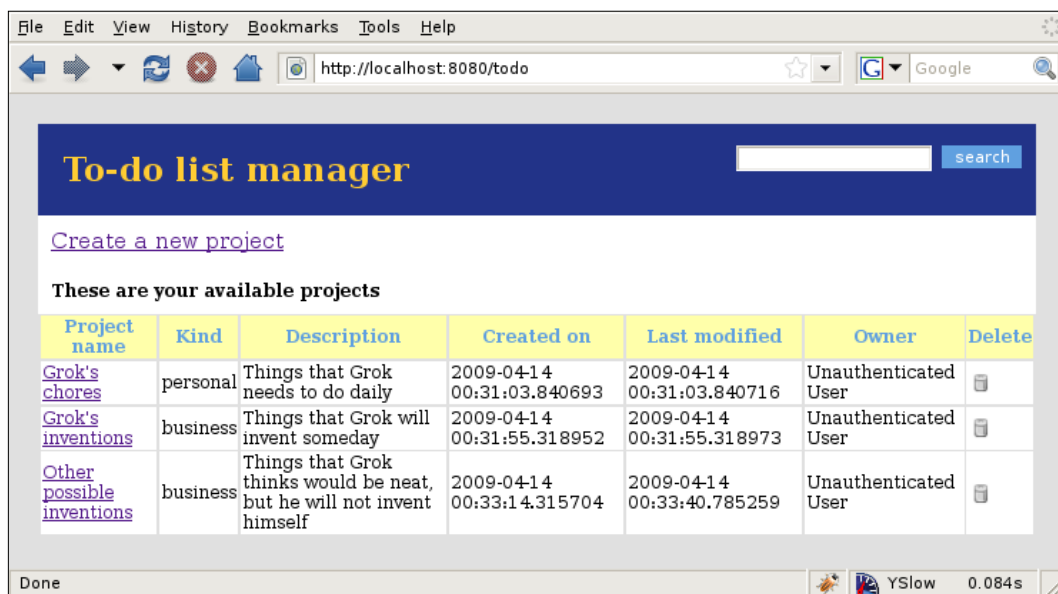 File Edit View History Bookmarks Tools Help
http://localhost:8080/todo
G Google
To-do list manager
search
Create a new project
These are your available projects
Project name Kind Description Created on Last modified Owner Delete
Grok's chores personal Things that Grok needs to do daily 2009-04-14 00:31:03.840693 2009-04-14 00:31:03.840716 Unauthenticated User
Grok's inventions business Things that Grok will invent someday 2009-04-14 00:31:55.318952 2009-04-14 00:31:55.318973 Unauthenticated User
Other possible inventions business Things that Grok thinks would be neat, but he will not invent himself 2009-04-14 00:33:14.315704 2009-04-14 00:33:40.785259 Unauthenticated User
Done YSlow 0.084s